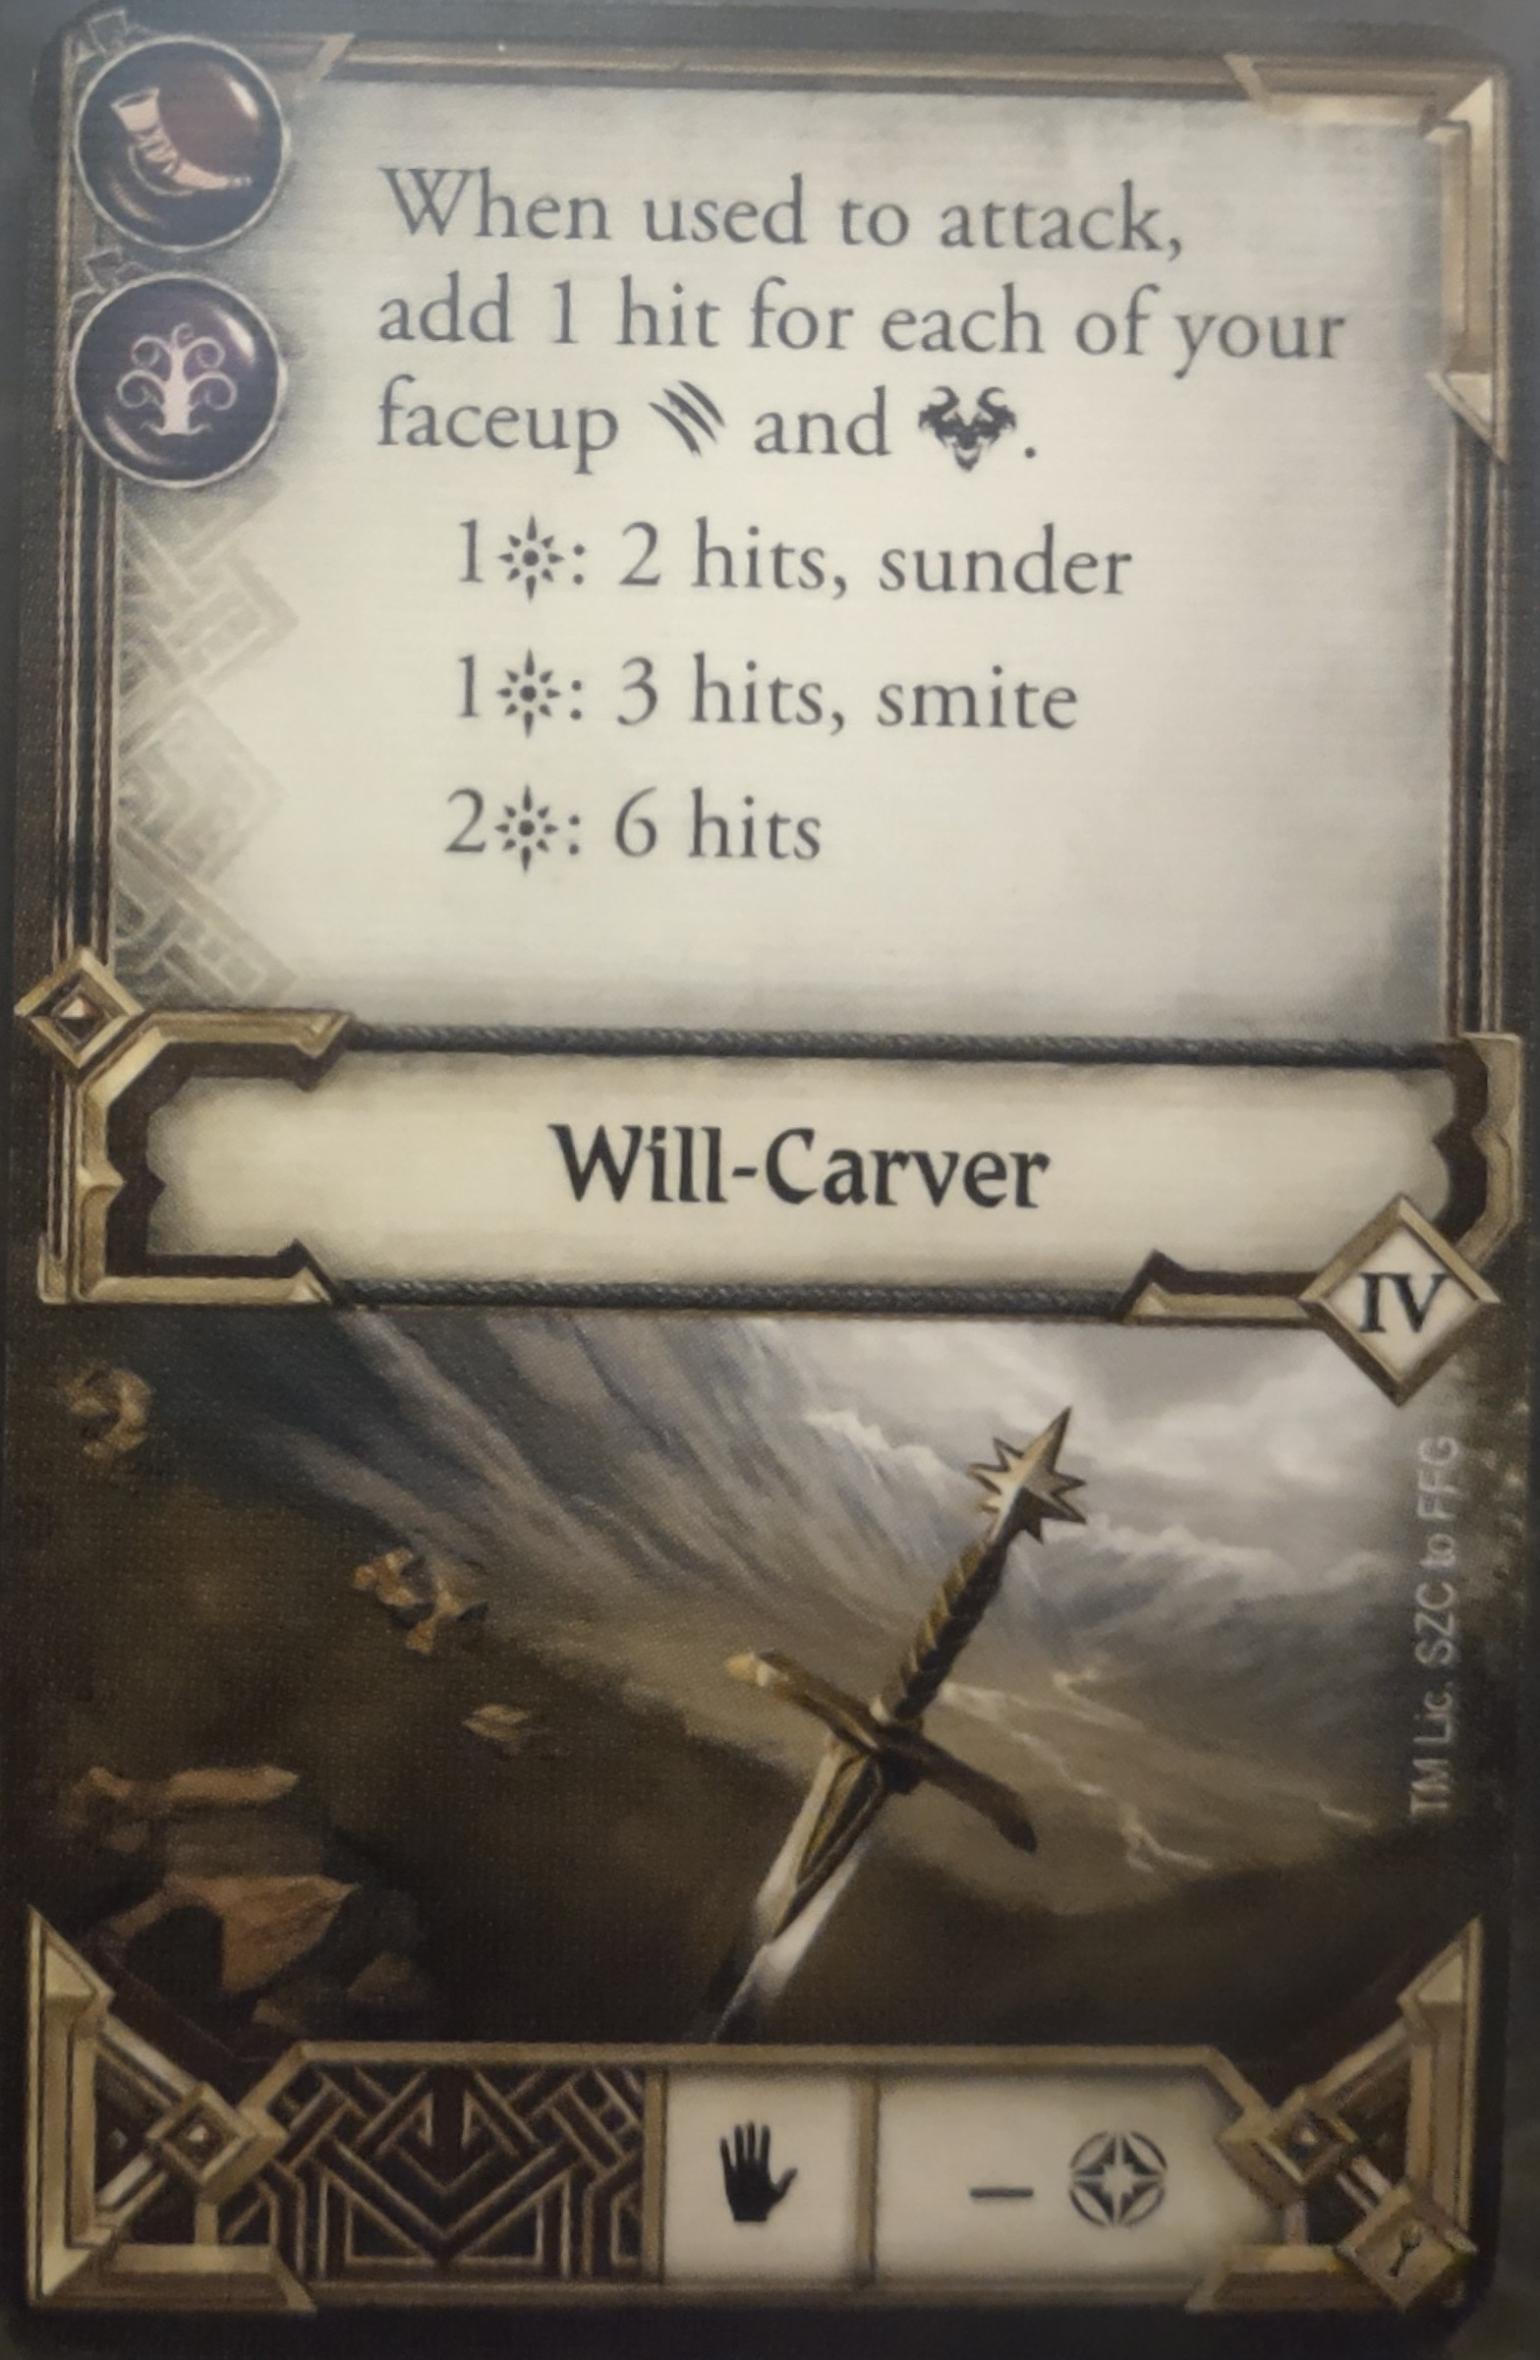 When used to attack,
add 1 hit for each of your
faceup and .
1: 2 hits, sunder
1: 3 hits, smite
2: 6 hits
Will-Carver
IV
TM Lic. SZC to FFG
–